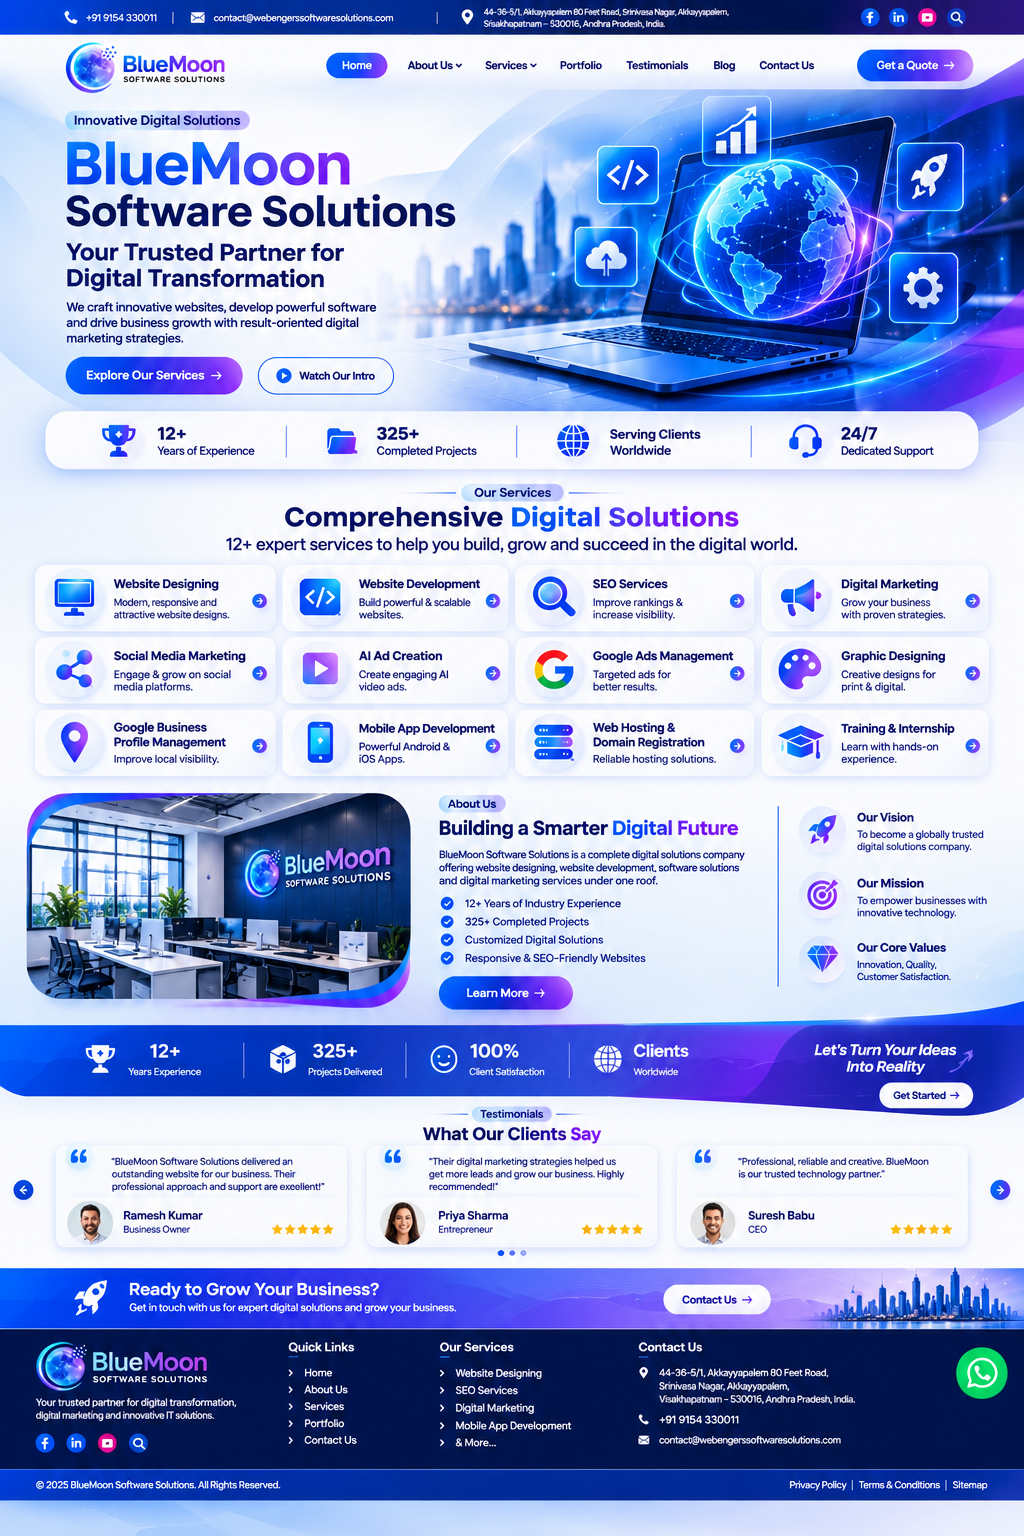 +91 9154 330011
contact@webengerssoftwaresolutions.com
44-36-5/1, Akkayyapalem 80 Feet Road, Srinivasa Nagar, Akkayyapalem,
Sisakhapatnam – 530016, Andhra Pradesh, India.
BlueMoon
SOFTWARE SOLUTIONS
Home
About Us
Services
Portfolio
Testimonials
Blog
Contact Us
Get a Quote →
Innovative Digital Solutions
BlueMoon
Software Solutions
Your Trusted Partner for
Digital Transformation
We craft innovative websites, develop powerful software
and drive business growth with result-oriented digital
marketing strategies.
Explore Our Services →
Watch Our Intro
12+
Years of Experience
325+
Completed Projects
Serving Clients
Worldwide
24/7
Dedicated Support
Our Services
Comprehensive Digital Solutions
12+ expert services to help you build, grow and succeed in the digital world.
Website Designing
Modern, responsive and
attractive website designs.
Website Development
Build powerful & scalable
websites.
SEO Services
Improve rankings &
increase visibility.
Digital Marketing
Grow your business
with proven strategies.
Social Media Marketing
Engage & grow on social
media platforms.
AI Ad Creation
Create engaging AI
video ads.
Google Ads Management
Targeted ads for
better results.
Graphic Designing
Creative designs for
print & digital.
Google Business
Profile Management
Improve local visibility.
Mobile App Development
Powerful Android &
iOS Apps.
Web Hosting &
Domain Registration
Reliable hosting solutions.
Training & Internship
Learn with hands-on
experience.
BlueMoon
SOFTWARE SOLUTIONS
About Us
Building a Smarter Digital Future
BlueMoon Software Solutions is a complete digital solutions company
offering website designing, website development, software solutions
and digital marketing services under one roof.
12+ Years of Industry Experience
325+ Completed Projects
Customized Digital Solutions
Responsive & SEO-Friendly Websites
Learn More →
Our Vision
To become a globally trusted
digital solutions company.
Our Mission
To empower businesses with
innovative technology.
Our Core Values
Innovation, Quality,
Customer Satisfaction.
12+
Years Experience
325+
Projects Delivered
100%
Client Satisfaction
Clients
Worldwide
Let's Turn Your Ideas
Into Reality
Get Started →
Testimonials
What Our Clients Say
"BlueMoon Software Solutions delivered an
outstanding website for our business. Their
professional approach and support are excellent!"
Ramesh Kumar
Business Owner
"Their digital marketing strategies helped us
get more leads and grow our business. Highly
recommended!"
Priya Sharma
Entrepreneur
"Professional, reliable and creative. BlueMoon
is our trusted technology partner."
Suresh Babu
CEO
Ready to Grow Your Business?
Get in touch with us for expert digital solutions and grow your business.
Contact Us →
BlueMoon
SOFTWARE SOLUTIONS
Your trusted partner for digital transformation,
digital marketing and innovative IT solutions.
Quick Links
Home
About Us
Services
Portfolio
Contact Us
Our Services
Website Designing
SEO Services
Digital Marketing
Mobile App Development
& More...
Contact Us
44-36-5/1, Akkayyapalem 80 Feet Road,
Srinivasa Nagar, Akkayyapalem,
Visakhapatnam – 530016, Andhra Pradesh, India.
+91 9154 330011
contact@webengerssoftwaresolutions.com
© 2025 BlueMoon Software Solutions. All Rights Reserved.
Privacy Policy | Terms & Conditions | Sitemap